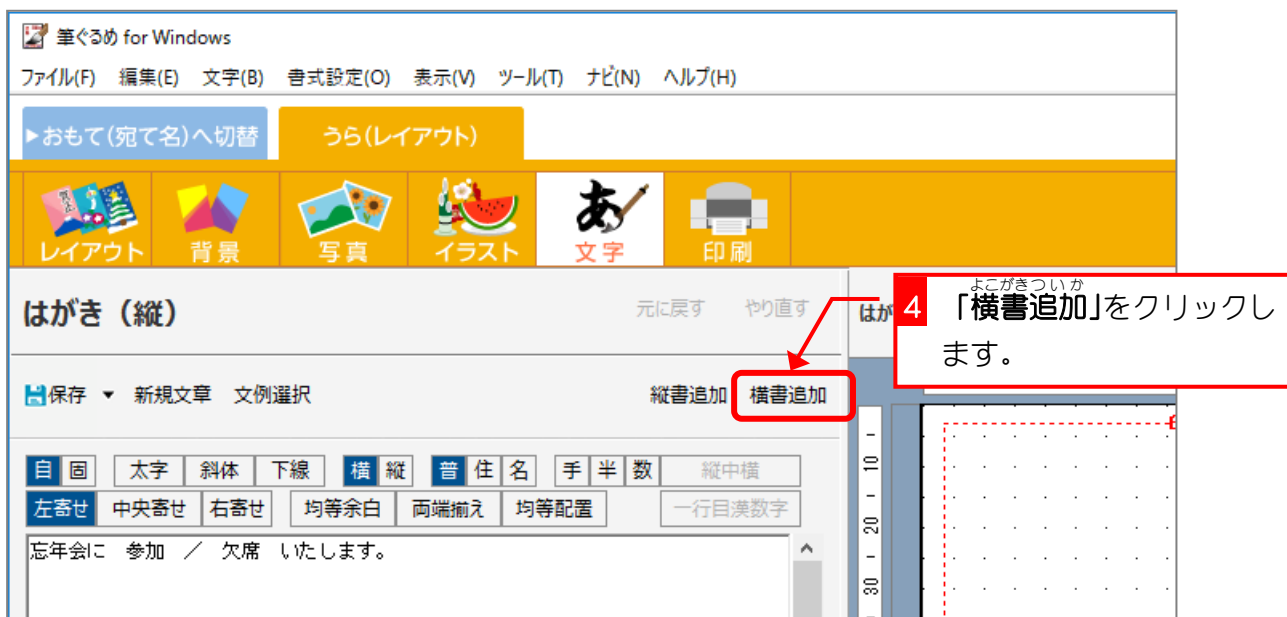 筆ぐるめ for Windows
ファイル(F) 編集(E) 文字(B) 書式設定(O) 表示(V) ツール(T) ナビ(N) ヘルプ(H)
▶おもて(宛て名)へ切替 うら(レイアウト)
レイアウト 背景 写真 イラスト 文字 印刷
はがき（縦） 元に戻す やり直す
はが
4 「横書追加」をクリックし
よこがきついか
ます。
保存 ▼ 新規文章 文例選択 縦書追加 横書追加
自 固 太字 斜体 下線 横 縦 普 住 名 手 半 数 縦中横
左寄せ 中央寄せ 右寄せ 均等余白 両端揃え 均等配置 一行目漢数字
忘年会に 参加 ／ 欠席 いたします。
10
20
30